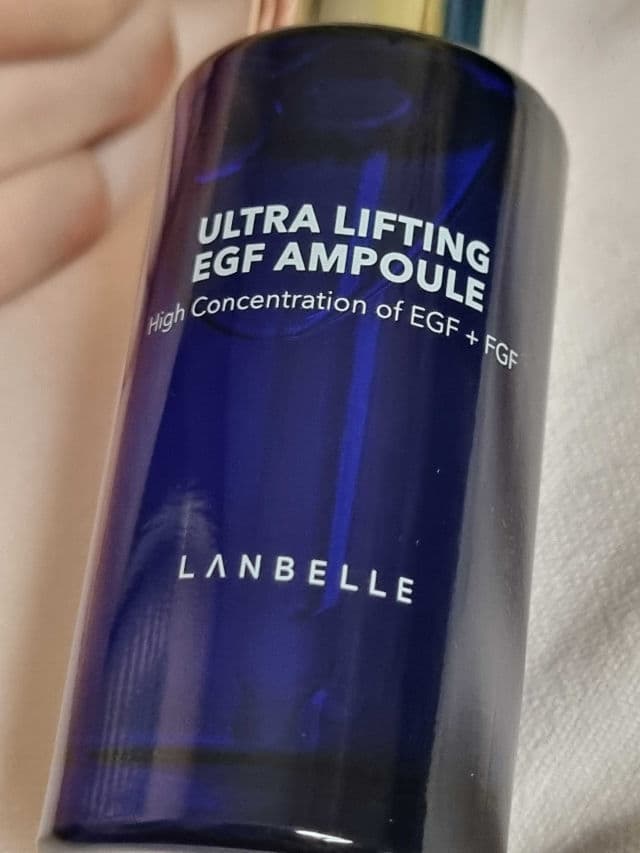 ULTRA LIFTING
EGF AMPOULE
High Concentration of EGF + FGF
LANBELLE